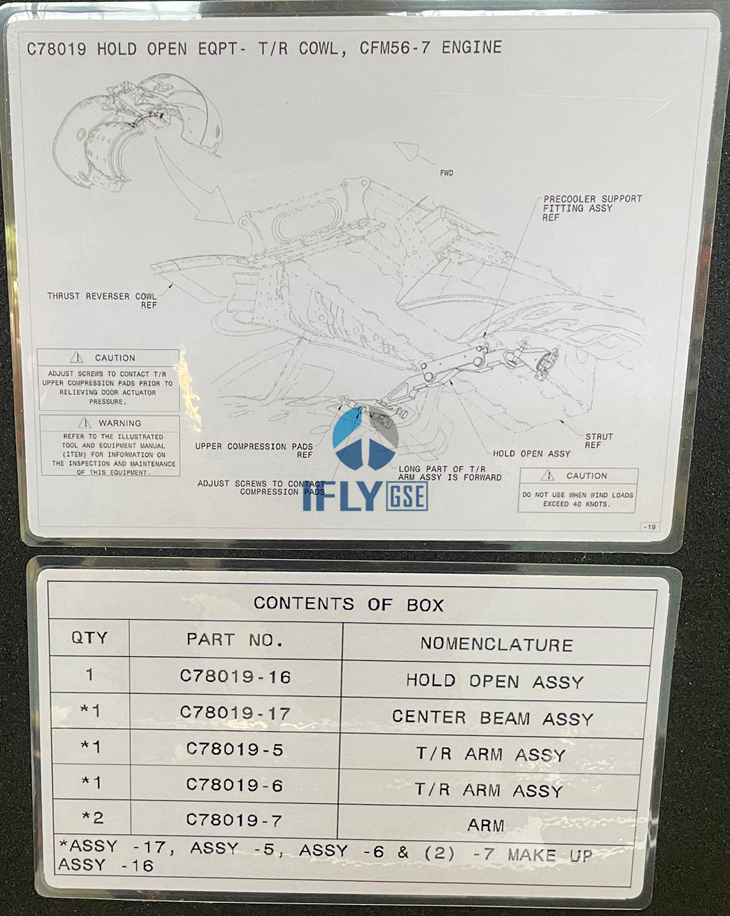 C78019 HOLD OPEN EQPT- T/R COWL, CFM56-7 ENGINE
FWD
PRECOOLER SUPPORT
FITTING ASSY
REF
THRUST REVERSER COWL
REF
CAUTION
ADJUST SCREWS TO CONTACT T/R
UPPER COMPRESSION PADS PRIOR TO
RELIEVING DOOR ACTUATOR
PRESSURE.
WARNING
REFER TO THE ILLUSTRATED
TOOL AND EQUIPMENT MANUAL
(ITEM) FOR INFORMATION ON
THE INSPECTION AND MAINTENANCE
OF THIS EQUIPMENT.
UPPER COMPRESSION PADS
REF
ADJUST SCREWS TO CONTACT
COMPRESSION PADS
LONG PART OF T/R
ARM ASSY IS FORWARD
HOLD OPEN ASSY
STRUT
REF
CAUTION
DO NOT USE WHEN WIND LOADS
EXCEED 40 KNOTS.
-19
IFLY GSE
CONTENTS OF BOX
QTY PART NO. NOMENCLATURE
1 C78019-16 HOLD OPEN ASSY
*1 C78019-17 CENTER BEAM ASSY
*1 C78019-5 T/R ARM ASSY
*1 C78019-6 T/R ARM ASSY
*2 C78019-7 ARM
*ASSY -17, ASSY -5, ASSY -6 & (2) -7 MAKE UP
ASSY -16